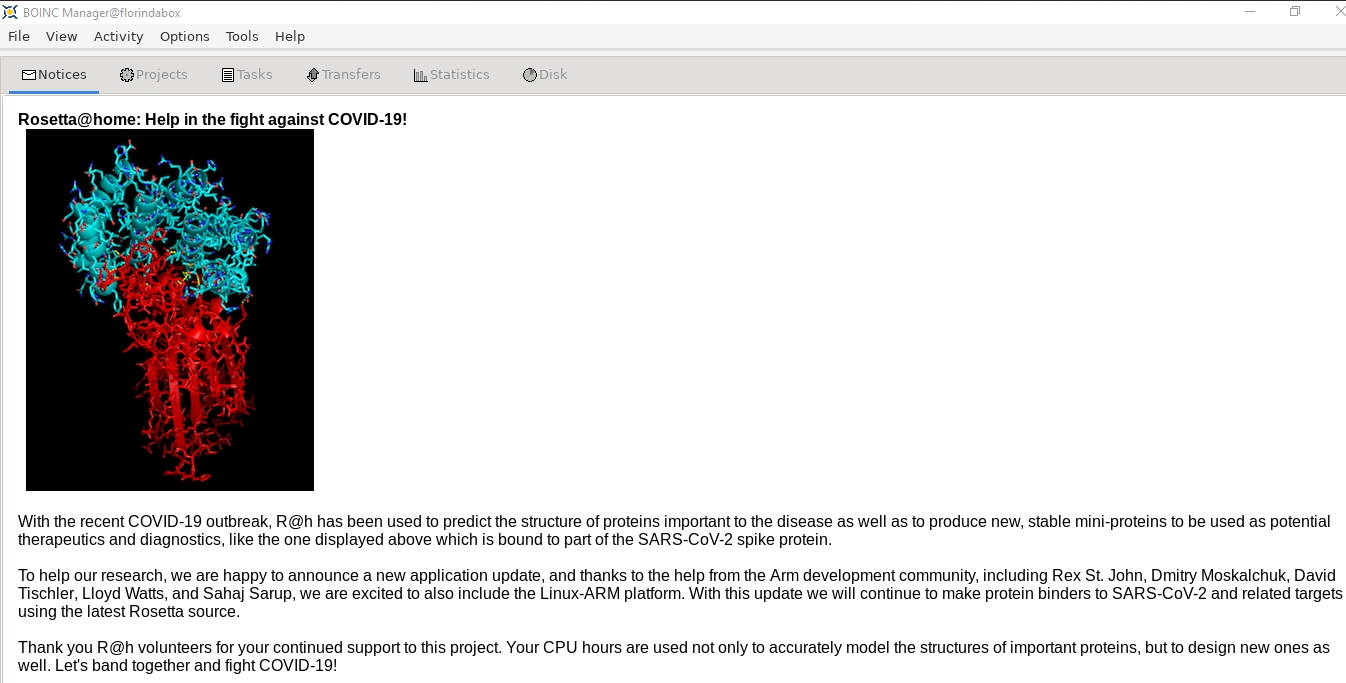 BOINC Manager@florindabox
File View Activity Options Tools Help
Notices Projects Tasks Transfers Statistics Disk
Rosetta@home: Help in the fight against COVID-19!
With the recent COVID-19 outbreak, R@h has been used to predict the structure of proteins important to the disease as well as to produce new, stable mini-proteins to be used as potential
therapeutics and diagnostics, like the one displayed above which is bound to part of the SARS-CoV-2 spike protein.
To help our research, we are happy to announce a new application update, and thanks to the help from the Arm development community, including Rex St. John, Dmitry Moskalchuk, David
Tischler, Lloyd Watts, and Sahaj Sarup, we are excited to also include the Linux-ARM platform. With this update we will continue to make protein binders to SARS-CoV-2 and related targets
using the latest Rosetta source.
Thank you R@h volunteers for your continued support to this project. Your CPU hours are used not only to accurately model the structures of important proteins, but to design new ones as
well. Let's band together and fight COVID-19!